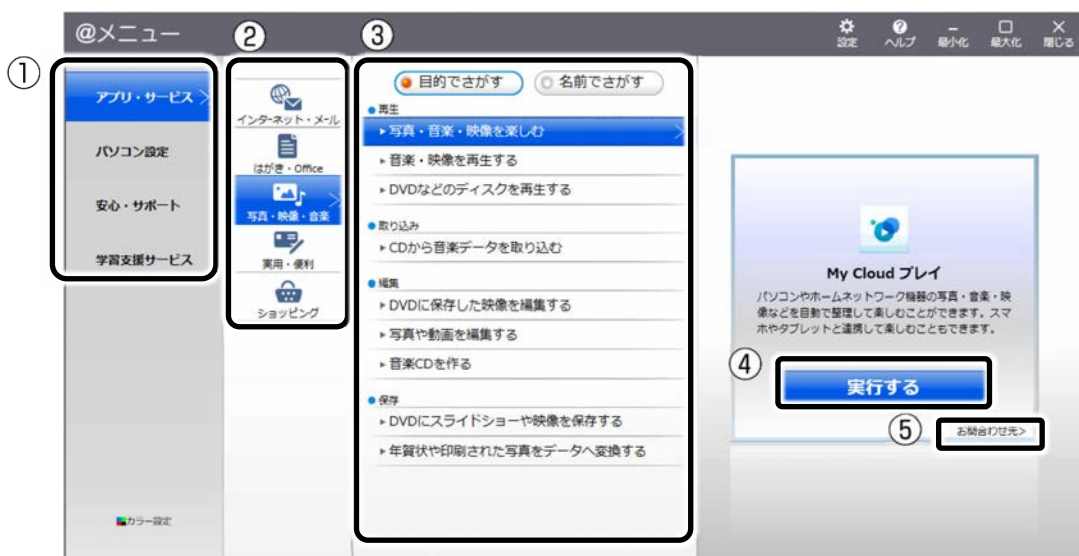 @メニュー
設定
ヘルプ
最小化
最大化
閉じる
①
アプリ・サービス
パソコン設定
安心・サポート
学習支援サービス
カラー設定
②
インターネット・メール
はがき・Office
写真・映像・音楽
実用・便利
ショッピング
③
目的でさがす
名前でさがす
再生
写真・音楽・映像を楽しむ
音楽・映像を再生する
DVDなどのディスクを再生する
取り込み
CDから音楽データを取り込む
編集
DVDに保存した映像を編集する
写真や動画を編集する
音楽CDを作る
保存
DVDにスライドショーや映像を保存する
年賀状や印刷された写真をデータへ変換する
My Cloud プレイ
パソコンやホームネットワーク機器の写真・音楽・映
像などを自動で整理して楽しむことができます。スマ
ホやタブレットと連携して楽しむこともできます。
④
実行する
⑤
お問合わせ先>